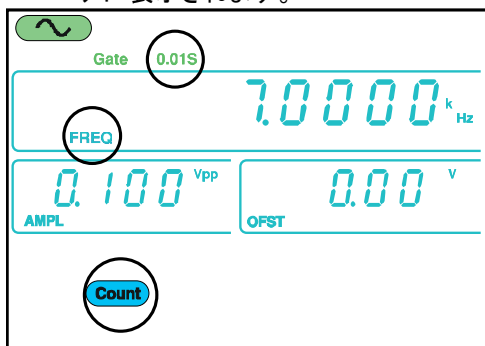 Gate 0.01S
7.0000 k Hz
FREQ
0.100 Vpp
0.00 V
AMPL
OFST
Count